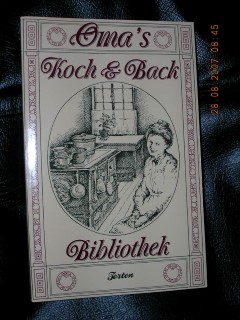 Oma's
Koch & Back
Bibliothek
Torten
28 08 2007 08:45